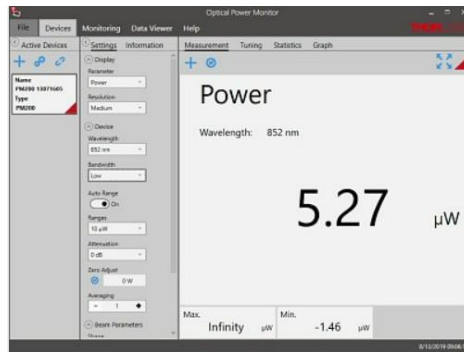 Optical Power Monitor
File Devices Monitoring Data Viewer Help
Active Devices
Name
PM200 13071605
Type
PM200
Settings Information
Display
Parameter
Power
Resolution
Medium
Device
Wavelength
852 nm
Bandwidth
Low
Auto Range
On
Ranges
10 µW
Attenuation
0 dB
Zero Adjust
0 W
Averaging
- 1
Beam Parameters
Measurement Tuning Statistics Graph
Power
Wavelength: 852 nm
5.27 µW
Max.
Infinity µW
Min.
-1.46 µW